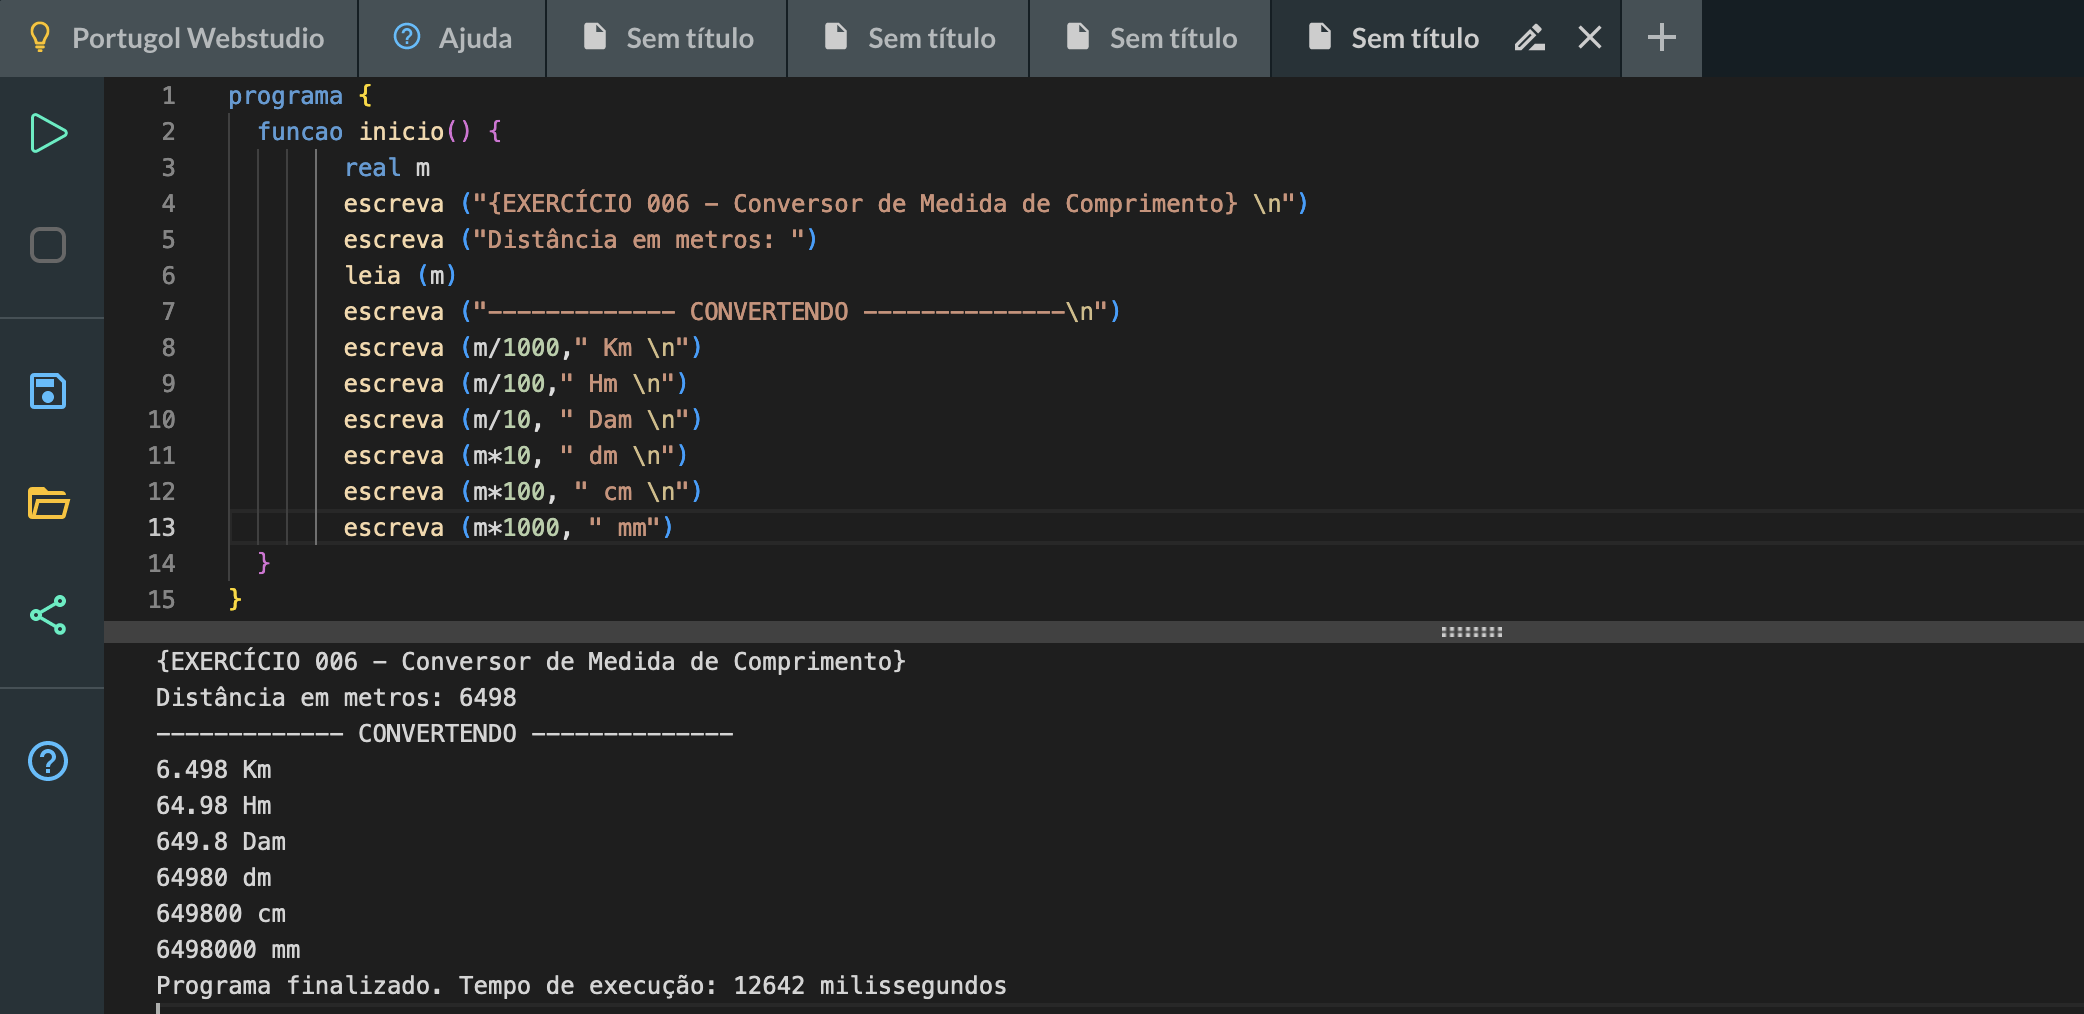 Portugol Webstudio Ajuda Sem título Sem título Sem título Sem título
1 programa {
2 funcao inicio() {
3 real m
4 escreva ("{EXERCÍCIO 006 - Conversor de Medida de Comprimento} \n")
5 escreva ("Distância em metros: ")
6 leia (m)
7 escreva ("------------- CONVERTENDO --------------\n")
8 escreva (m/1000," Km \n")
9 escreva (m/100," Hm \n")
10 escreva (m/10, " Dam \n")
11 escreva (m*10, " dm \n")
12 escreva (m*100, " cm \n")
13 escreva (m*1000, " mm")
14 }
15 }
{EXERCÍCIO 006 - Conversor de Medida de Comprimento}
Distância em metros: 6498
------------- CONVERTENDO --------------
6.498 Km
64.98 Hm
649.8 Dam
64980 dm
649800 cm
6498000 mm
Programa finalizado. Tempo de execução: 12642 milissegundos